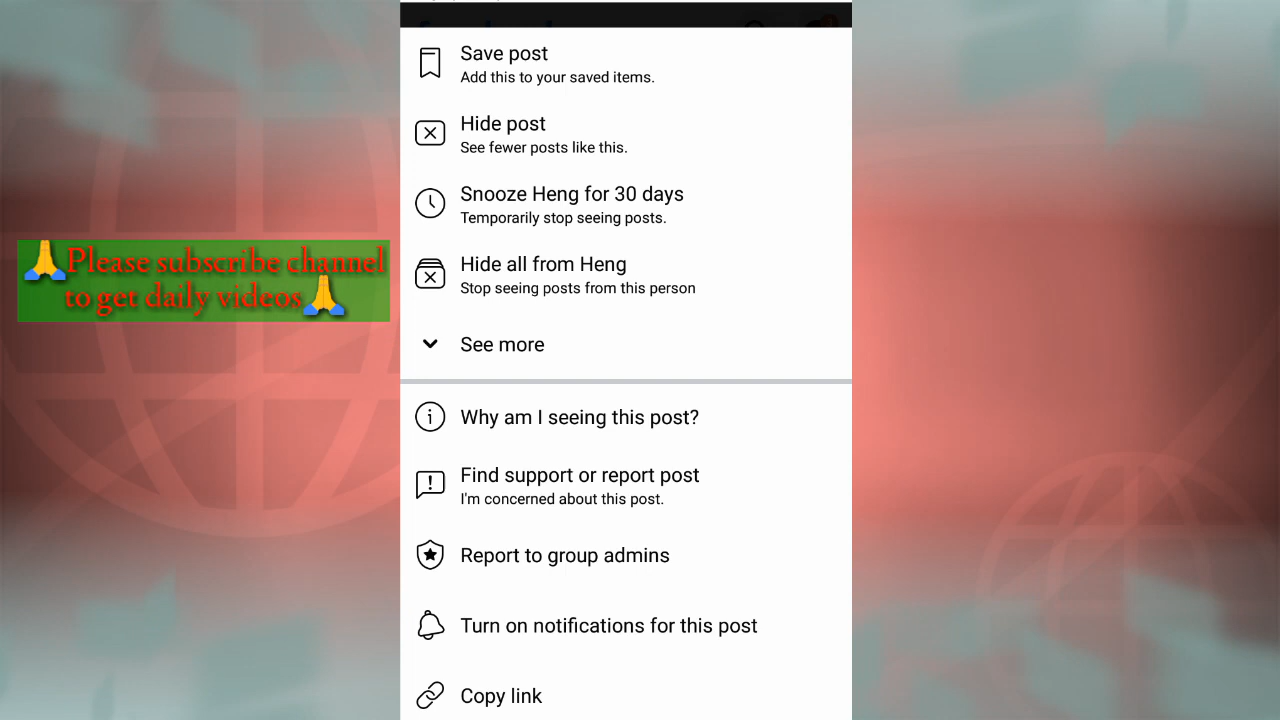 🙏Please subscribe channel
to get daily videos🙏
Save post
Add this to your saved items.
Hide post
See fewer posts like this.
Snooze Heng for 30 days
Temporarily stop seeing posts.
Hide all from Heng
Stop seeing posts from this person
See more
Why am I seeing this post?
Find support or report post
I'm concerned about this post.
Report to group admins
Turn on notifications for this post
Copy link